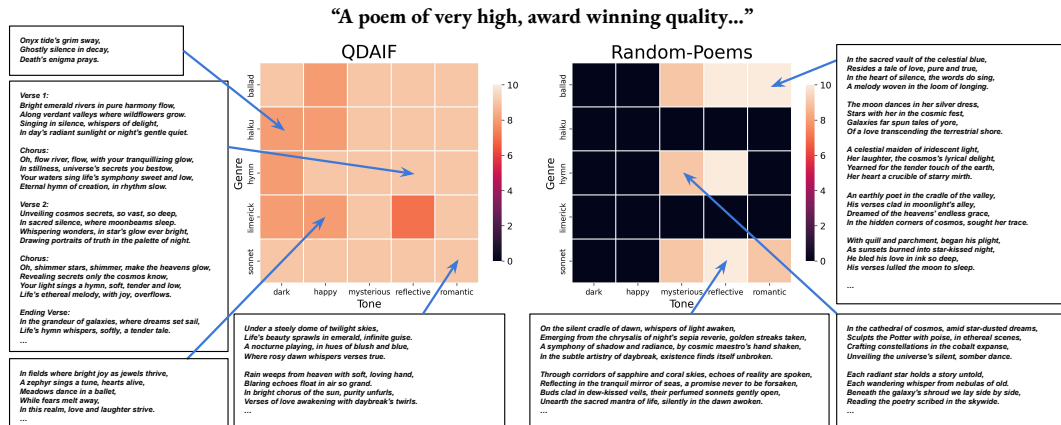 “A poem of very high, award winning quality...”
Onyx tide's grim sway,
Ghostly silence in decay,
Death's enigma prays.
Verse 1:
Bright emerald rivers in pure harmony flow,
Along verdant valleys where wildflowers grow.
Singing in silence, whispers of delight,
In day's radiant sunlight or night's gentle quiet.
Chorus:
Oh, flow river, flow, with your tranquilizing glow,
In stillness, universe's secrets you bestow,
Your waters sing life's symphony sweet and low,
Eternal hymn of creation, in rhythm slow.
Verse 2:
Unveiling cosmos secrets, so vast, so deep,
In sacred silence, where moonbeams sleep.
Whispering wonders, in star's glow ever bright,
Drawing portraits of truth in the palette of night.
Chorus:
Oh, shimmer stars, shimmer, make the heavens glow,
Revealing secrets only the cosmos know,
Your light sings a hymn, soft, tender and low,
Life's ethereal melody, with joy, overflows.
Ending Verse:
In the grandeur of galaxies, where dreams set sail,
Life's hymn whispers, softly, a tender tale.
...
In fields where bright joy as jewels thrive,
A zephyr sings a tune, hearts alive,
Meadows dance in a ballet,
While fears melt away,
In this realm, love and laughter strive.
...
QDAIF
Genre
ballad
haiku
hymn
limerick
sonnet
dark
happy
mysterious
reflective
romantic
Tone
10
8
6
4
2
0
Under a steely dome of twilight skies,
Life's beauty sprawls in emerald, infinite guise.
A nocturne playing, in hues of blush and blue,
Where rosy dawn whispers verses true.
Rain weeps from heaven with soft, loving hand,
Blaring echoes float in air so grand.
In bright chorus of the sun, purity unfurls,
Verses of love awakening with daybreak's twirls.
...
Random-Poems
Genre
ballad
haiku
hymn
limerick
sonnet
dark
happy
mysterious
reflective
romantic
Tone
10
8
6
4
2
0
On the silent cradle of dawn, whispers of light awaken,
Emerging from the chrysalis of night's sepia reverie, golden streaks taken,
A symphony of shadow and radiance, by cosmic maestro's hand shaken,
In the subtle artistry of daybreak, existence finds itself unbroken.
Through corridors of sapphire and coral skies, echoes of reality are spoken,
Reflecting in the tranquil mirror of seas, a promise never to be forsaken,
Buds clad in dew-kissed veils, their perfumed sonnets gently open,
Unearth the sacred mantra of life, silently in the dawn awoken.
...
In the sacred vault of the celestial blue,
Resides a tale of love, pure and true,
In the heart of silence, the words do sing,
A melody woven in the loom of longing.
The moon dances in her silver dress,
Stars with her in the cosmic fest,
Galaxies far spun tales of yore,
Of a love transcending the terrestrial shore.
A celestial maiden of iridescent light,
Her laughter, the cosmos's lyrical delight,
Yearned for the tender touch of the earth,
Her heart a crucible of starry mirth.
An earthly poet in the cradle of the valley,
His verses clad in moonlight's alley,
Dreamed of the heavens' endless grace,
In the hidden corners of cosmos, sought her trace.
With quill and parchment, began his plight,
As sunsets burned into star-kissed night,
He bled his love in ink so deep,
His verses lulled the moon to sleep.
...
In the cathedral of cosmos, amid star-dusted dreams,
Sculpts the Potter with poise, in ethereal scenes,
Crafting constellations in the cobalt expanse,
Unveiling the universe's silent, somber dance.
Each radiant star holds a story untold,
Each wandering whisper from nebulas of old.
Beneath the galaxy's shroud we lay side by side,
Reading the poetry scribed in the skywide.
...